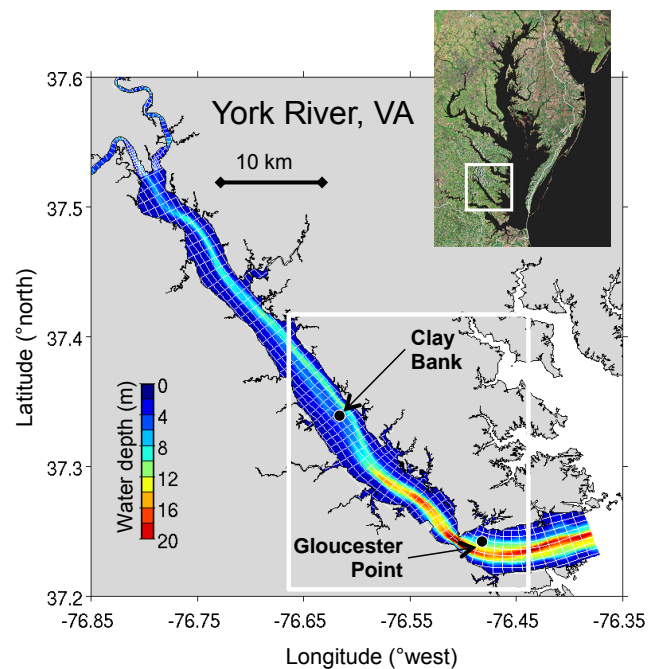 York River, VA
10 km
37.6
37.5
37.4
37.3
37.2
Latitude (°north)
Clay
Bank
Gloucester
Point
Water depth (m)
0
4
8
12
16
20
-76.85
-76.75
-76.65
-76.55
-76.44
-76.35
Longitude (°west)